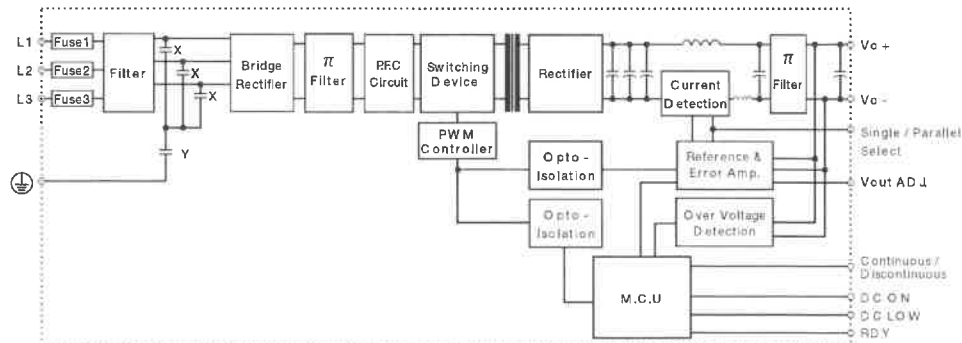 L1
Fuse1
L2
Fuse2
L3
Fuse3
Filter
X
X
X
Y
Bridge
Rectifier
π
Filter
P.F.C
Circuit
Switching
Device
PWM
Controller
Rectifier
Current
Detection
π
Filter
Vo +
Vo -
Single / Parallel
Select
Opto -
Isolation
Reference &
Error Amp.
Vout ADJ
Opto -
Isolation
Over Voltage
Detection
M.C.U
Continuous /
Discontinuous
DC ON
DC LOW
RDY